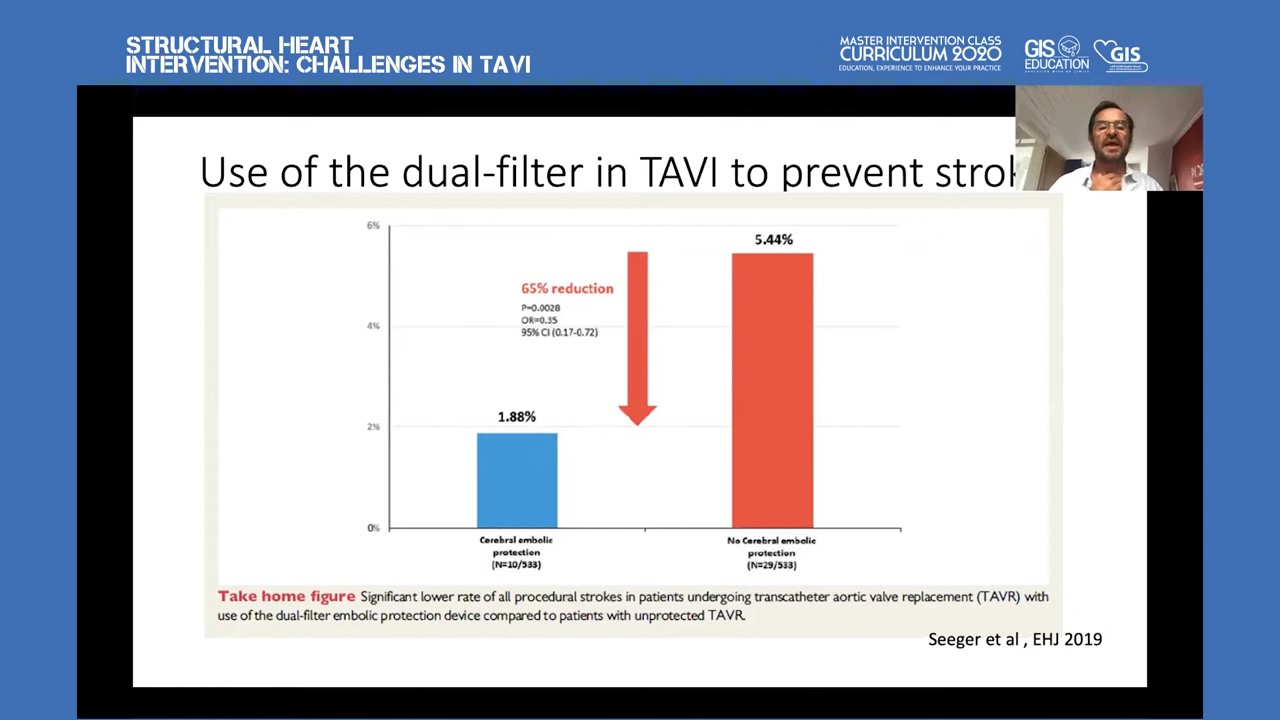 STRUCTURAL HEART
INTERVENTION: CHALLENGES IN TAVI
MASTER INTERVENTION CLASS
CURRICULUM 2020
EDUCATION, EXPERIENCE TO ENHANCE YOUR PRACTICE
GIS
EDUCATION
GIS
Use of the dual-filter in TAVI to prevent strok
6%
5.44%
65% reduction
P=0.0028
OR=0.35
4%
95% CI (0.17-0.72)
1.88%
2%
0%
Cerebral embolic
protection
(N=10/533)
No Cerebral embolic
protection
(N=29/533)
Take home figure Significant lower rate of all procedural strokes in patients undergoing transcatheter aortic valve replacement (TAVR) with
use of the dual-filter embolic protection device compared to patients with unprotected TAVR.
Seeger et al , EHJ 2019